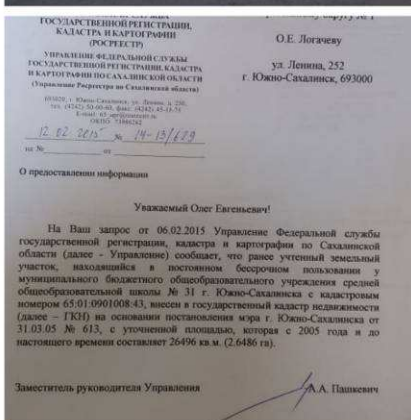 ГОСУДАРСТВЕННОЙ РЕГИСТРАЦИИ,
КАДАСТРА И КАРТОГРАФИИ
(РОСРЕЕСТР)
УПРАВЛЕНИЕ ФЕДЕРАЛЬНОЙ СЛУЖБЫ
ГОСУДАРСТВЕННОЙ РЕГИСТРАЦИИ, КАДАСТРА
И КАРТОГРАФИИ ПО САХАЛИНСКОЙ ОБЛАСТИ
(Управление Росреестра по Сахалинской области)
693020, г. Южно-Сахалинск, ул. Ленина, д. 250,
О.Е. Логачеву
ул. Ленина, 252
г. Южно-Сахалинск, 693000
12.02.2015 № 14-13/629
на № от
О предоставлении информации
Уважаемый Олег Евгеньевич!
На Ваш запрос от 06.02.2015 Управление Федеральной службы
государственной регистрации, кадастра и картографии по Сахалинской
области (далее - Управление) сообщает, что ранее учтенный земельный
участок, находящийся в постоянном бессрочном пользовании у
муниципального бюджетного общеобразовательного учреждения средней
общеобразовательной школы № 31 г. Южно-Сахалинска с кадастровым
номером 65:01:0901008:43, внесен в государственный кадастр недвижимости
(далее – ГКН) на основании постановления мэра г. Южно-Сахалинска от
31.03.05 № 613, с уточненной площадью, которая с 2005 года и до
настоящего времени составляет 26496 кв.м. (2.6486 га).
Заместитель руководителя Управления
А.А. Пашкевич